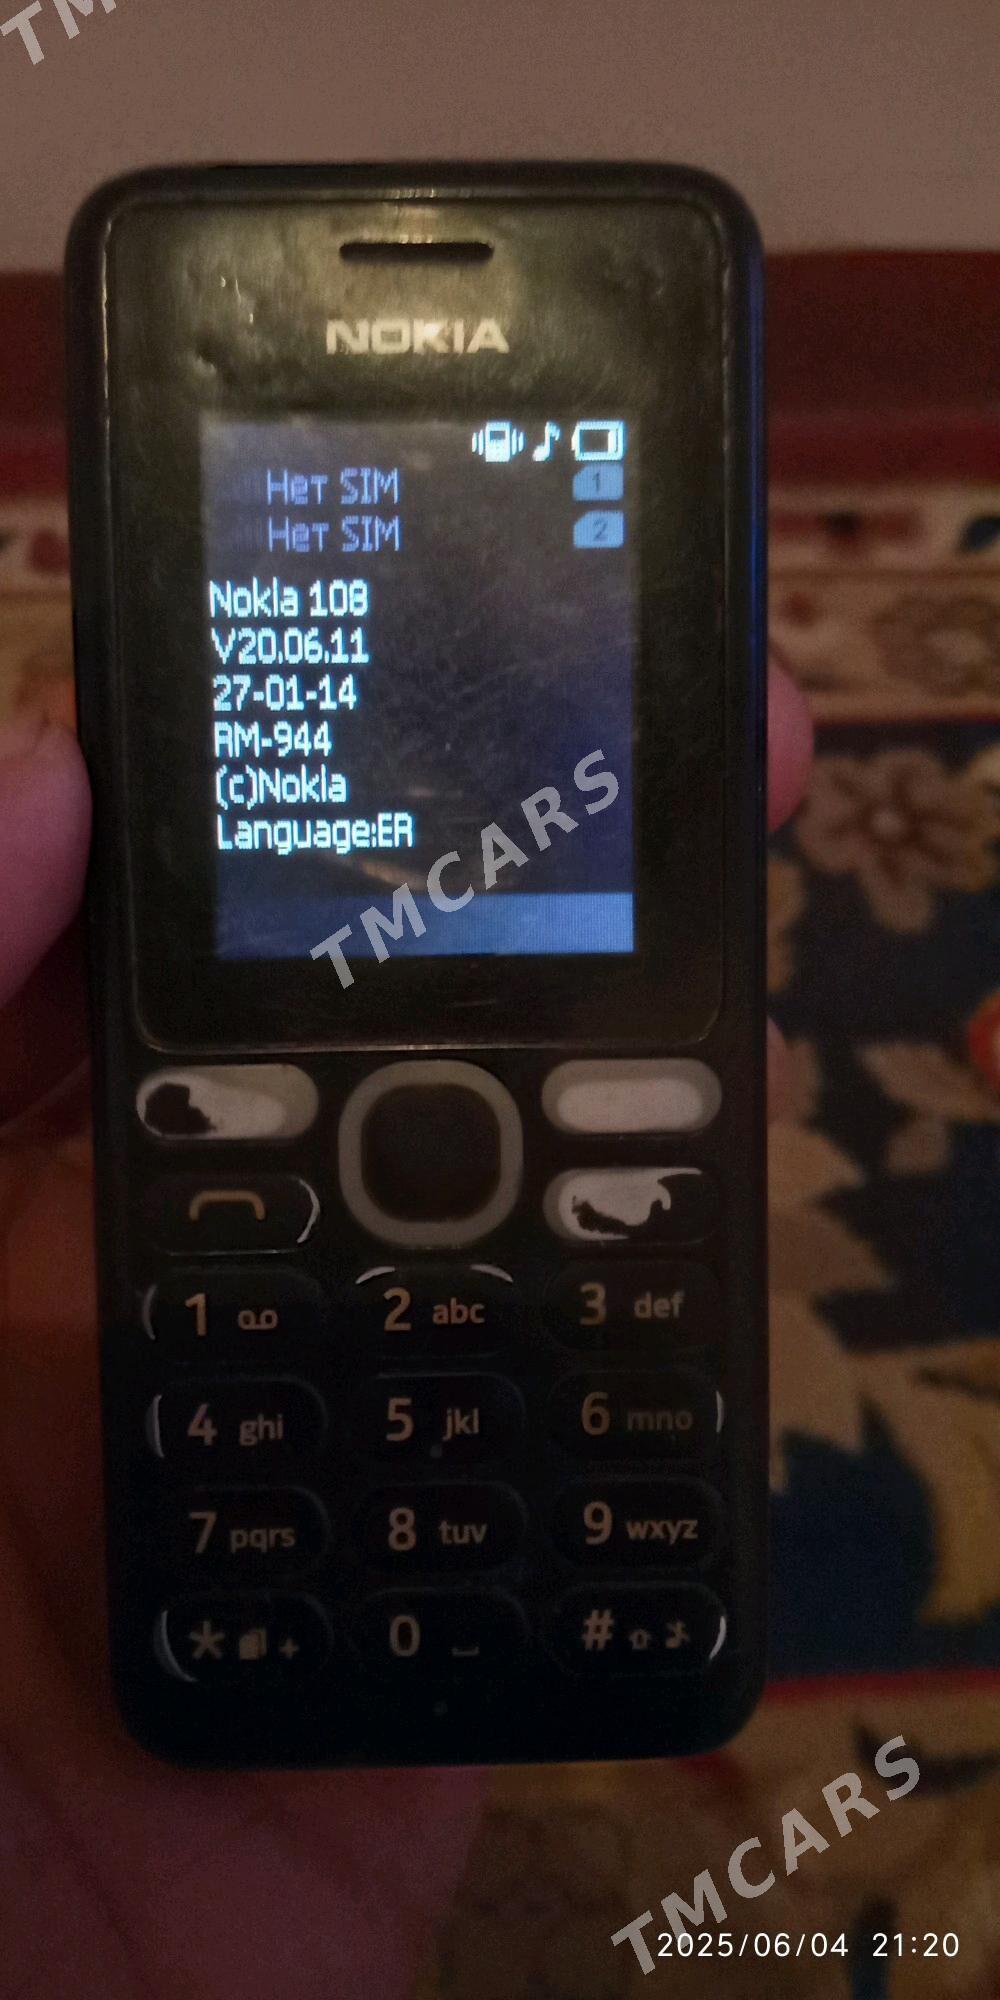 TM
NOKIA
Нет SIM 1
Нет SIM 2
Nokia 108
V20.06.11
27-01-14
RM-944
(c)Nokia
Language:ER
TMCARS
1
2 abc
3 def
4 ghi
5 jkl
6 mno
7 pqrs
8 tuv
9 wxyz
* +
0
#
TMCARS
2025/06/04 21:20